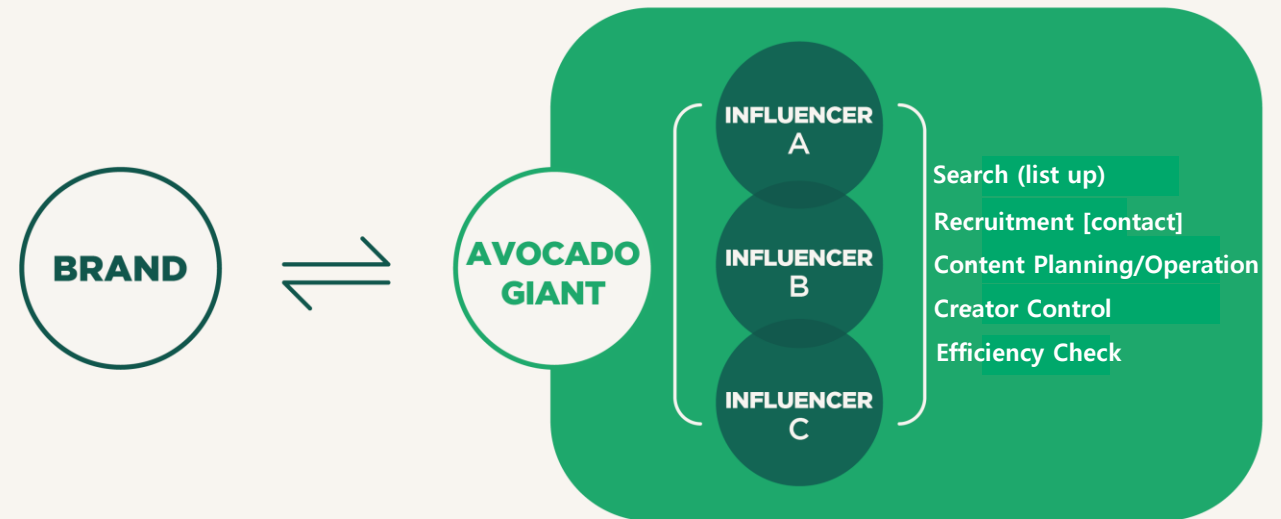 BRAND
AVOCADO
GIANT
INFLUENCER
A
INFLUENCER
B
INFLUENCER
C
Search (list up)
Recruitment [contact]
Content Planning/Operation
Creator Control
Efficiency Check